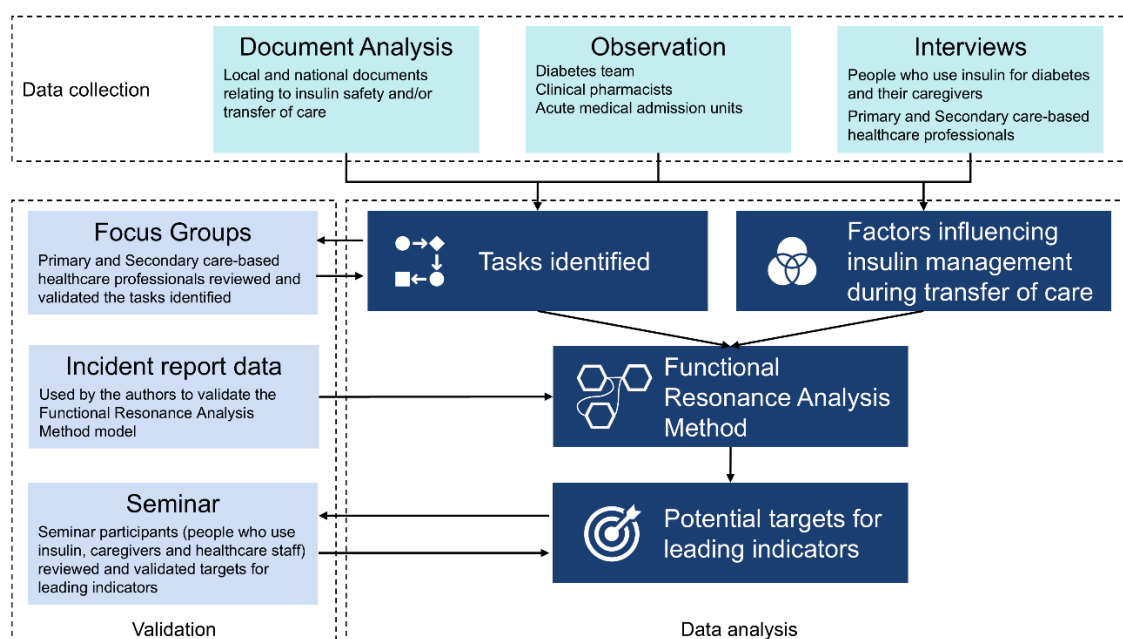 Data collection
Document Analysis
Local and national documents
relating to insulin safety and/or
transfer of care
Observation
Diabetes team
Clinical pharmacists
Acute medical admission units
Interviews
People who use insulin for diabetes
and their caregivers
Primary and Secondary care-based
healthcare professionals
Focus Groups
Primary and Secondary care-based
healthcare professionals reviewed and
validated the tasks identified
Tasks identified
Factors influencing
insulin management
during transfer of care
Incident report data
Used by the authors to validate the
Functional Resonance Analysis
Method model
Functional
Resonance Analysis
Method
Seminar
Seminar participants (people who use
insulin, caregivers and healthcare staff)
reviewed and validated targets for
leading indicators
Potential targets for
leading indicators
Validation
Data analysis